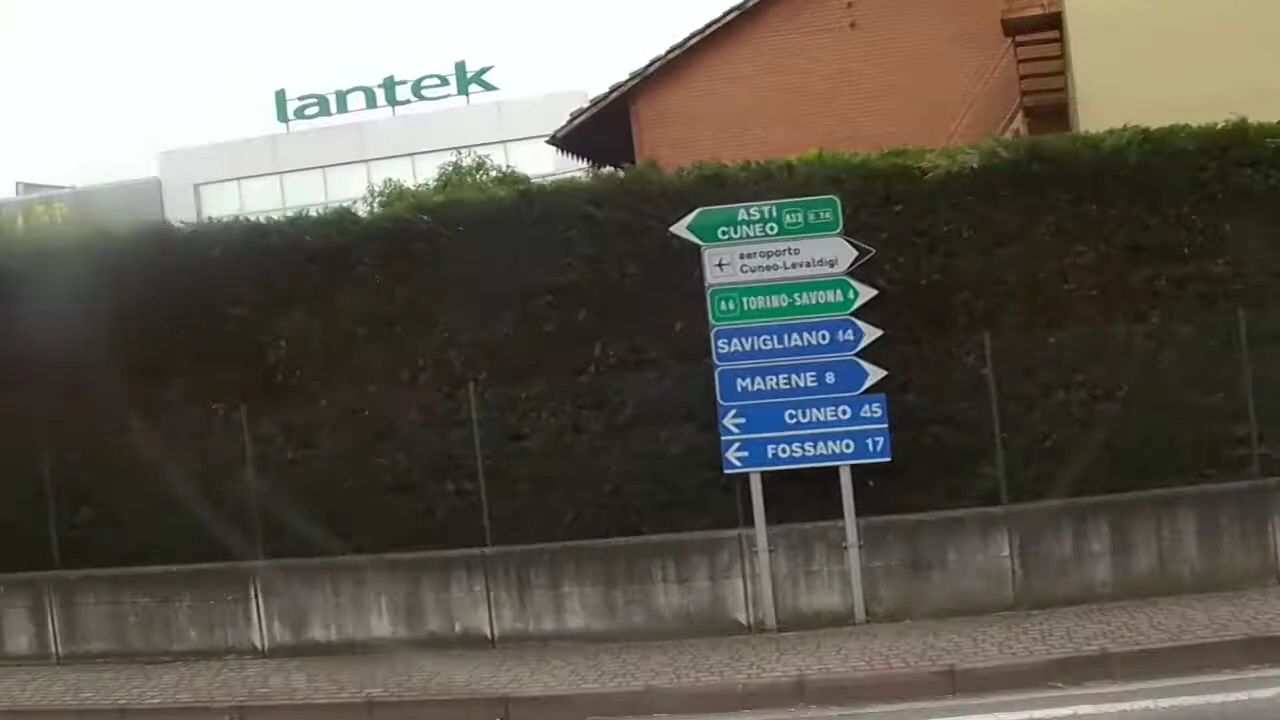 lantek
ASTI
CUNEO A33 E 74
aeroporto
Cuneo-Levaldigi
A6 TORINO-SAVONA 4
SAVIGLIANO 14
MARENE 8
CUNEO 45
FOSSANO 17